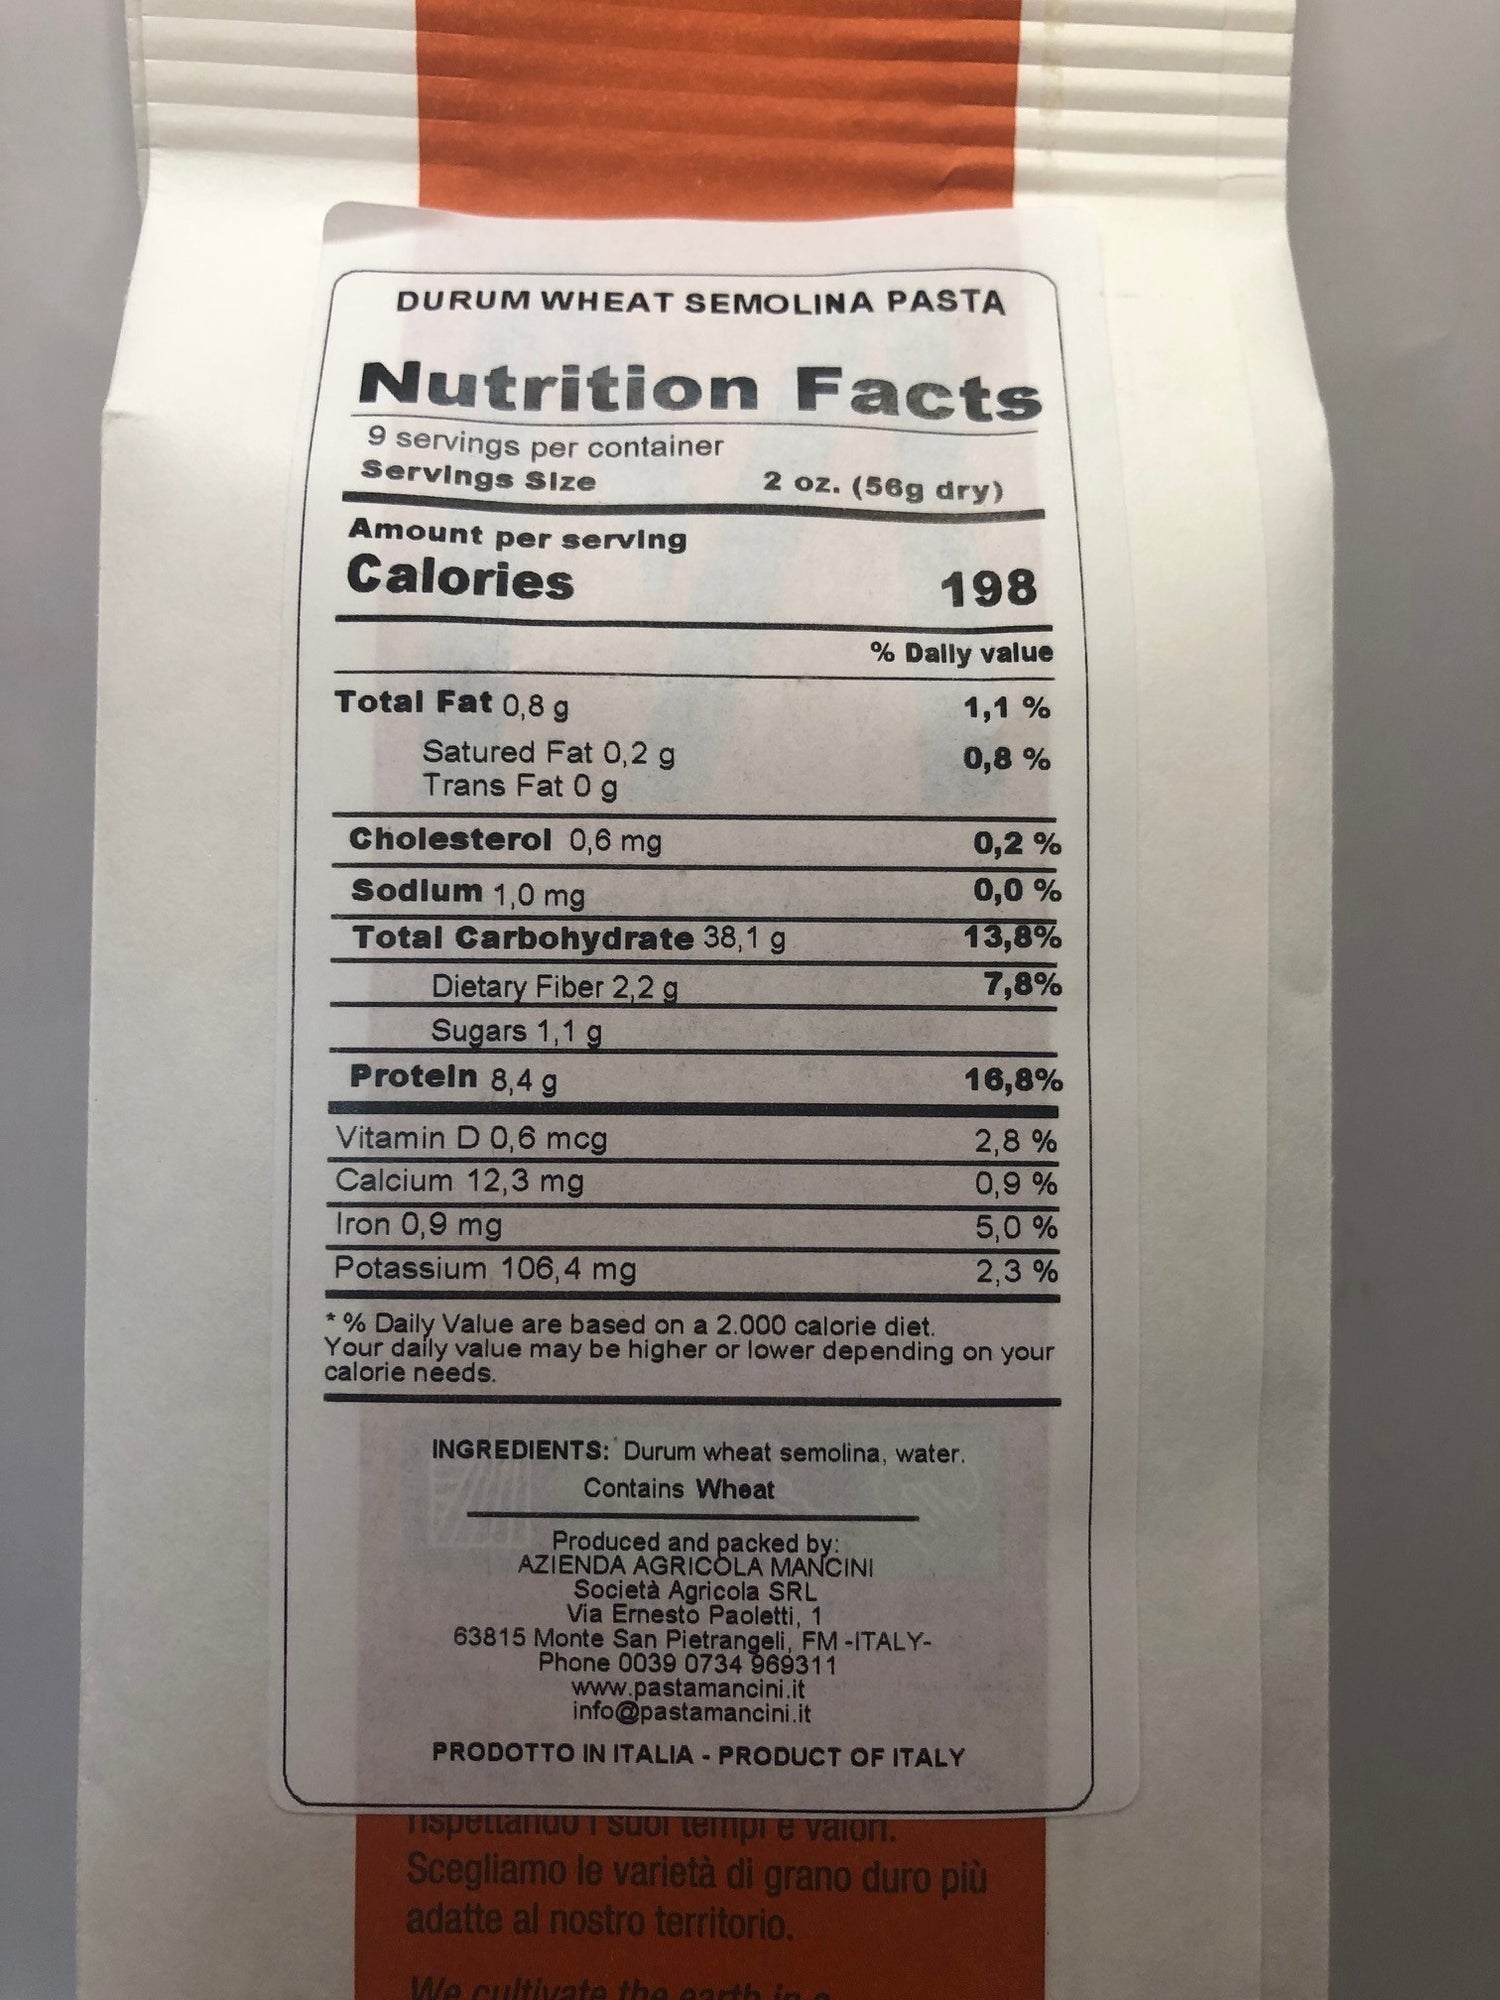 DURUM WHEAT SEMOLINA PASTA
Nutrition Facts
9 servings per container
Servings Size 2 oz. (56g dry)
Amount per serving
Calories 198
% Daily value
Total Fat 0,8 g 1,1 %
Satured Fat 0,2 g 0,8 %
Trans Fat 0 g
Cholesterol 0,6 mg 0,2 %
Sodium 1,0 mg 0,0 %
Total Carbohydrate 38,1 g 13,8%
Dietary Fiber 2,2 g 7,8%
Sugars 1,1 g
Protein 8,4 g 16,8%
Vitamin D 0,6 mcg 2,8 %
Calcium 12,3 mg 0,9 %
Iron 0,9 mg 5,0 %
Potassium 106,4 mg 2,3 %
* % Daily Value are based on a 2.000 calorie diet.
Your daily value may be higher or lower depending on your
calorie needs.
INGREDIENTS: Durum wheat semolina, water.
Contains Wheat
Produced and packed by:
AZIENDA AGRICOLA MANCINI
Società Agricola SRL
Via Ernesto Paoletti, 1
63815 Monte San Pietrangeli, FM -ITALY-
Phone 0039 0734 969311
www.pastamancini.it
info@pastamancini.it
PRODOTTO IN ITALIA - PRODUCT OF ITALY
rispettando i suoi tempi e valori.
Scegliamo le varietà di grano duro più
adatte al nostro territorio.
We cultivate the earth in a